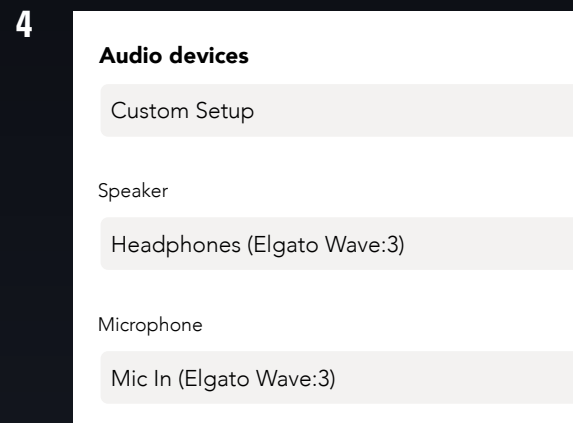 4
Audio devices
Custom Setup
Speaker
Headphones (Elgato Wave:3)
Microphone
Mic In (Elgato Wave:3)